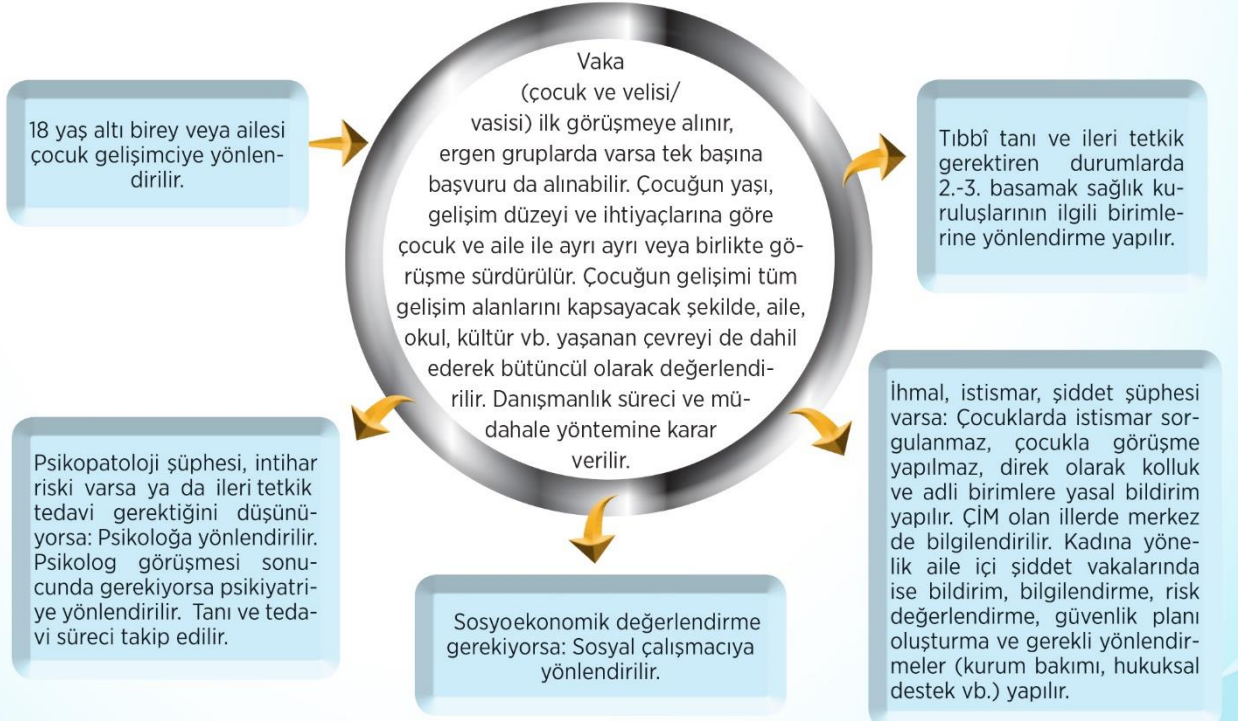 18 yaş altı birey veya ailesi
çocuk gelişimciye yönlen-
dirilir.
Vaka
(çocuk ve velisi/
vasisi) ilk görüşmeye alınır,
ergen gruplarda varsa tek başına
başvuru da alınabilir. Çocuğun yaşı,
gelişim düzeyi ve ihtiyaçlarına göre
çocuk ve aile ile ayrı ayrı veya birlikte gö-
rüşme sürdürülür. Çocuğun gelişimi tüm
gelişim alanlarını kapsayacak şekilde, aile,
okul, kültür vb. yaşanan çevreyi de dahil
ederek bütüncül olarak değerlendi-
rilir. Danışmanlık süreci ve mü-
dahale yöntemine karar
verilir.
Tıbbî tanı ve ileri tetkik
gerektiren durumlarda
2.-3. basamak sağlık ku-
ruluşlarının ilgili birimle-
rine yönlendirme yapılır.
Psikopatoloji şüphesi, intihar
riski varsa ya da ileri tetkik
tedavi gerektiğini düşünü-
yorsa: Psikoloğa yönlendirilir.
Psikolog görüşmesi sonu-
cunda gerekiyorsa psikiyatri-
ye yönlendirilir. Tanı ve teda-
vi süreci takip edilir.
Sosyoekonomik değerlendirme
gerekiyorsa: Sosyal çalışmacıya
yönlendirilir.
İhmal, istismar, şiddet şüphesi
varsa: Çocuklarda istismar sor-
gulanmaz, çocukla görüşme
yapılmaz, direk olarak kolluk
ve adli birimlere yasal bildirim
yapılır. ÇİM olan illerde merkez
de bilgilendirilir. Kadına yöne-
lik aile içi şiddet vakalarında
ise bildirim, bilgilendirme, risk
değerlendirme, güvenlik planı
oluşturma ve gerekli yönlendir-
meler (kurum bakımı, hukuksal
destek vb.) yapılır.